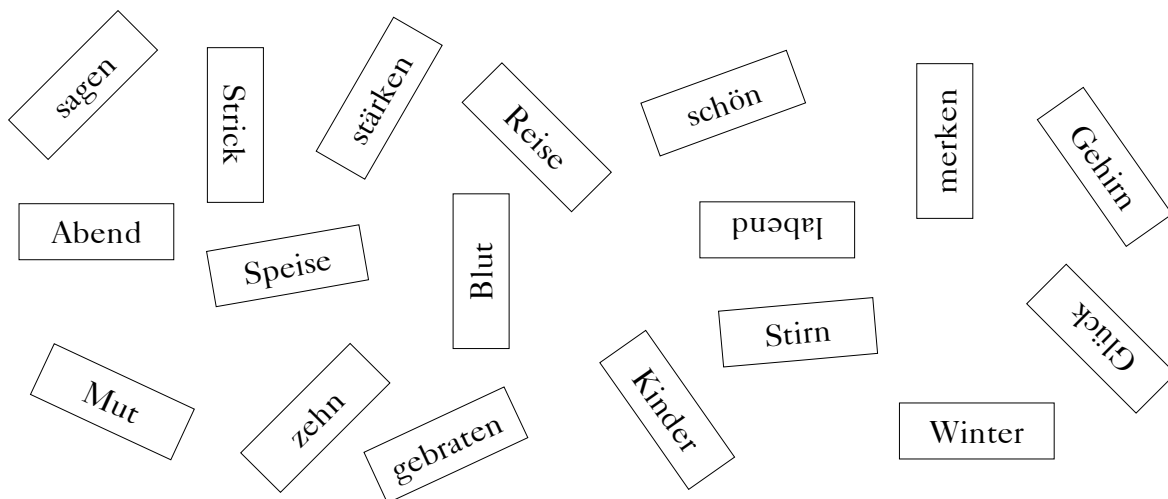 sagen
Strick
stärken
Reise
schön
merken
Gehirn
Abend
Speise
Blut
labend
Stirn
Glück
Mut
zehn
gebraten
Kinder
Winter